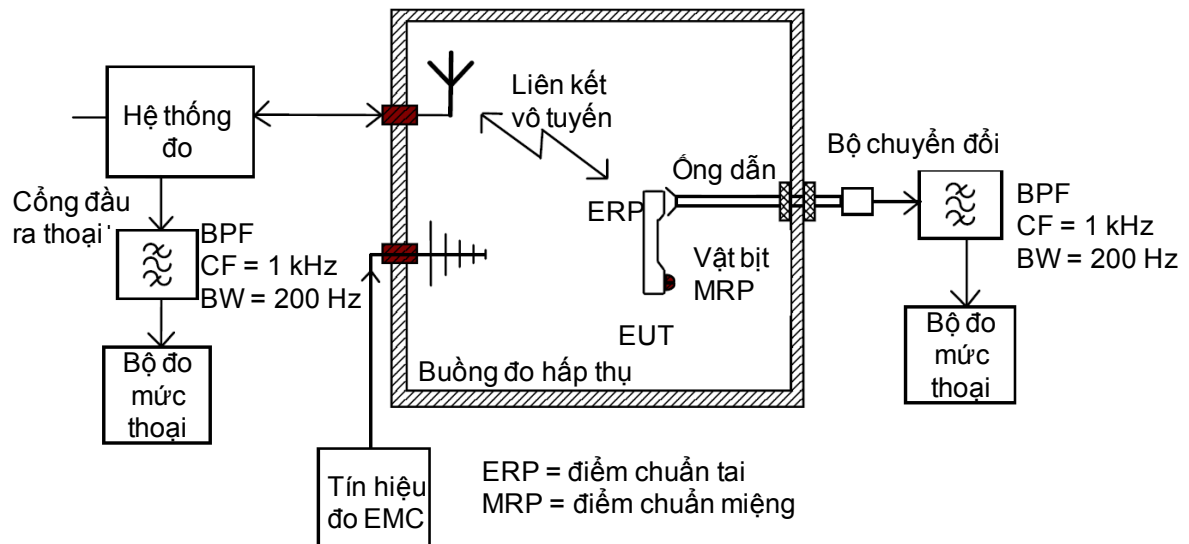 Hệ thống
đo
Cổng đầu
ra thoại
BPF
CF = 1 kHz
BW = 200 Hz
Bộ đo
mức
thoại
Liên kết
vô tuyến
Ống dẫn
ERP
Vật bịt
MRP
EUT
Buồng đo hấp thụ
Bộ chuyển đổi
BPF
CF = 1 kHz
BW = 200 Hz
Bộ đo
mức
thoại
Tín hiệu
đo EMC
ERP = điểm chuẩn tai
MRP = điểm chuẩn miệng